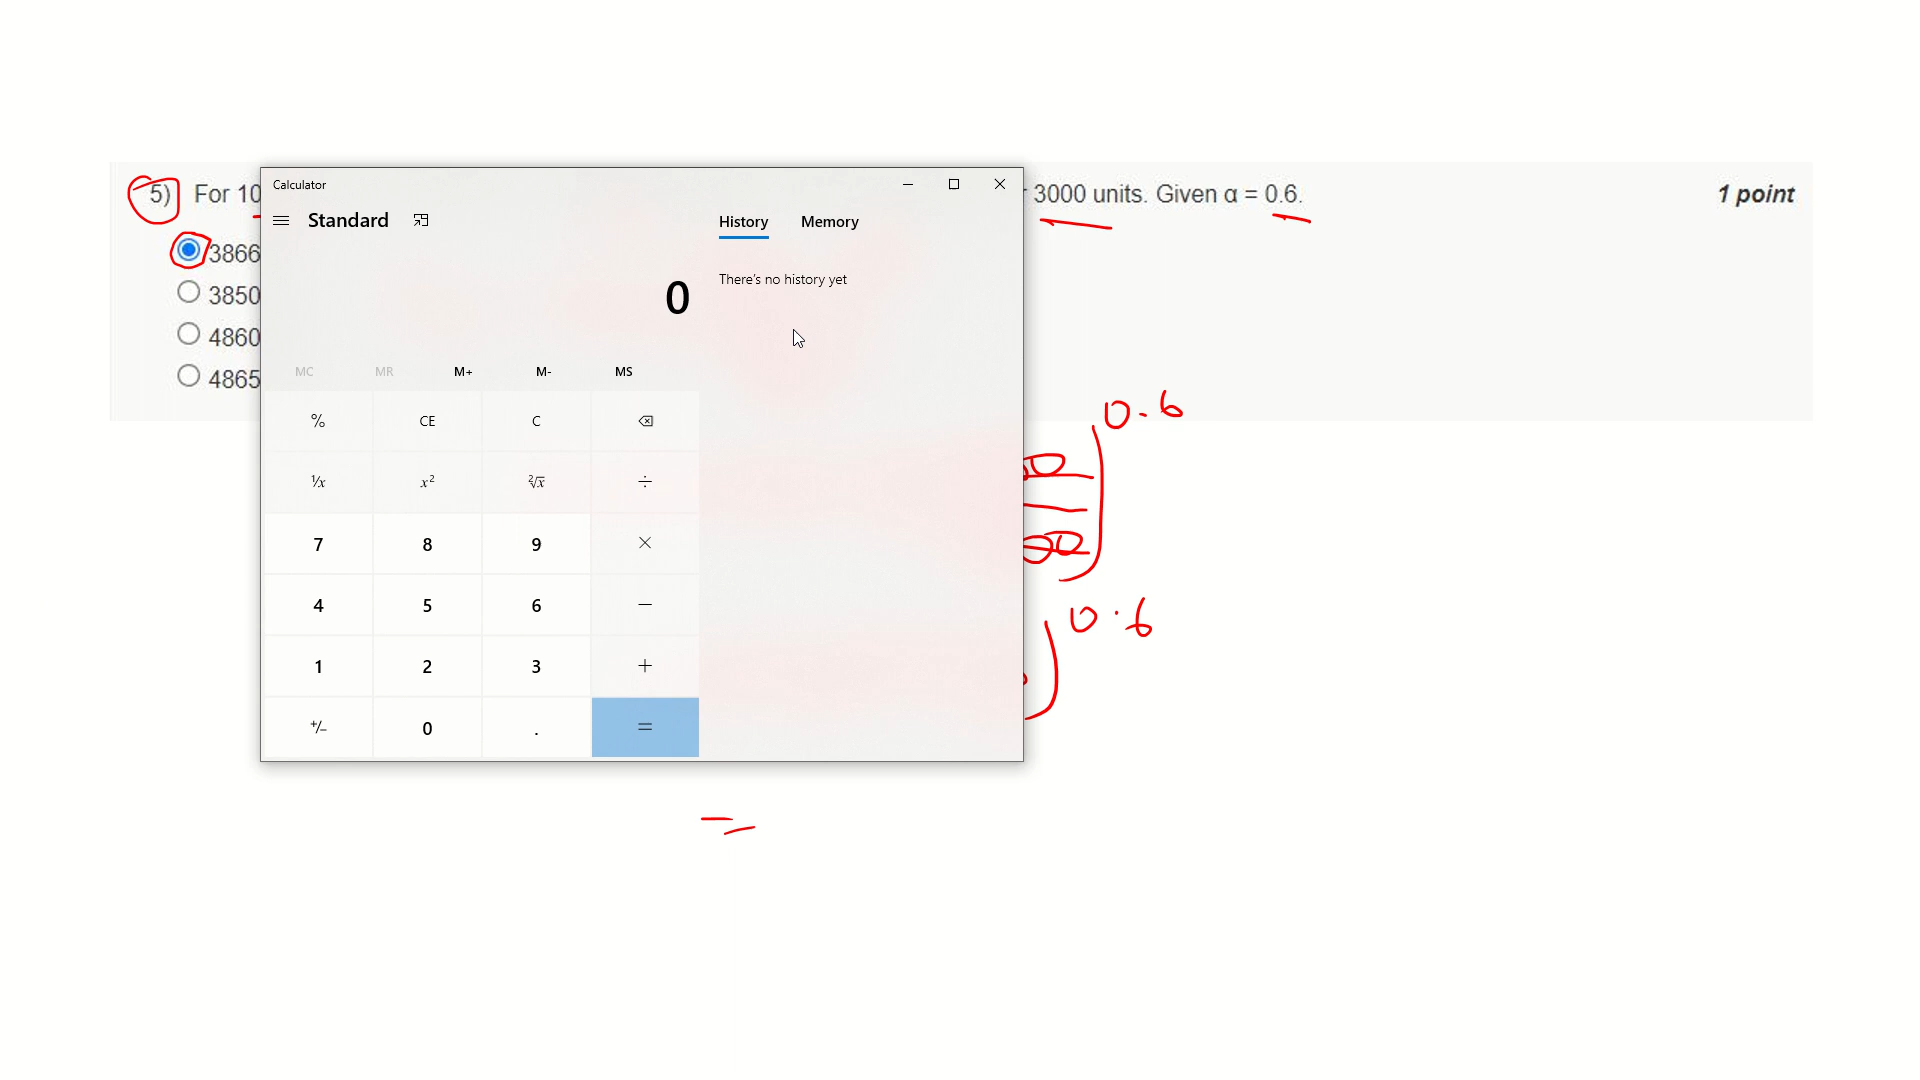 5) For 10
3000 units. Given α = 0.6.
1 point
3866
3850
4860
4865
Calculator
Standard
History Memory
There's no history yet
0
MC MR M+ M- MS
% CE C
¹/x x² ²√x ÷
7 8 9 ×
4 5 6 −
1 2 3 +
+/− 0 . =
0.6
00
0.6
=